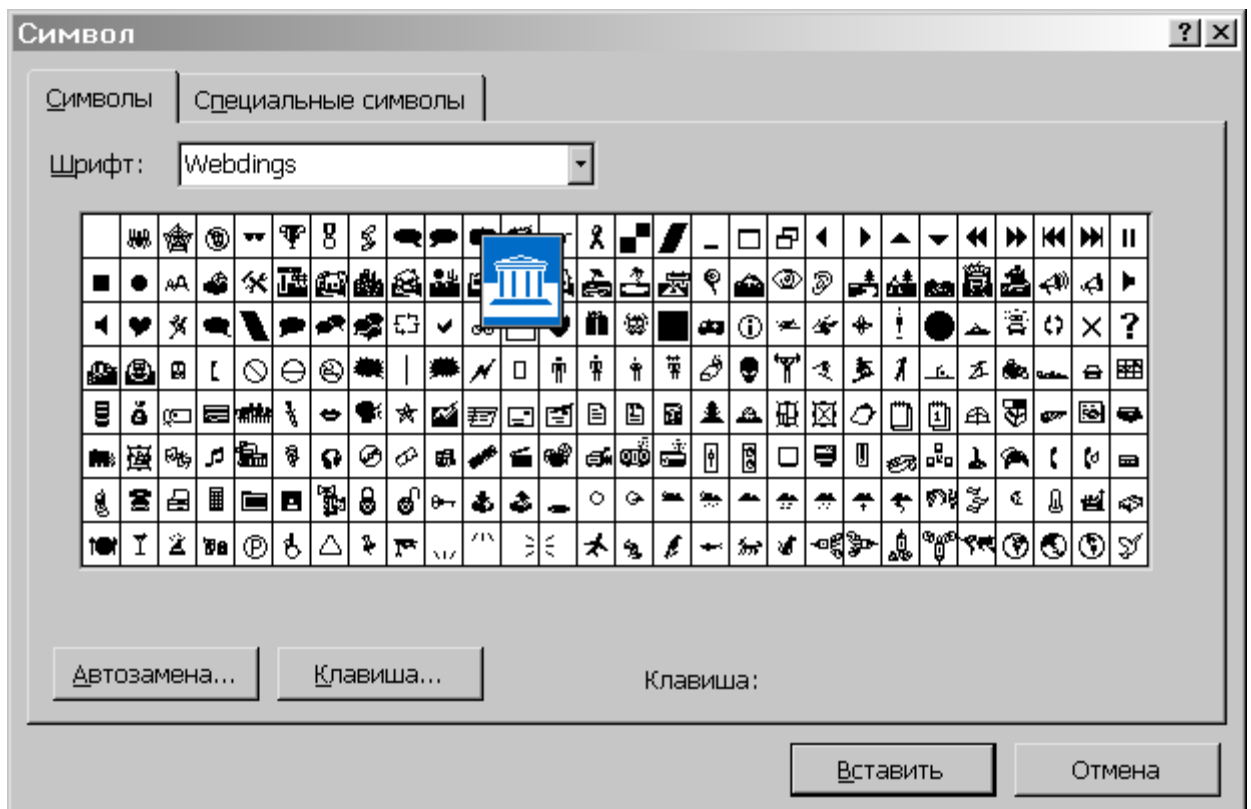 Символ
Символы
Специальные символы
Шрифт:
Webdings
Автозамена...
Клавиша...
Клавиша:
Вставить
Отмена